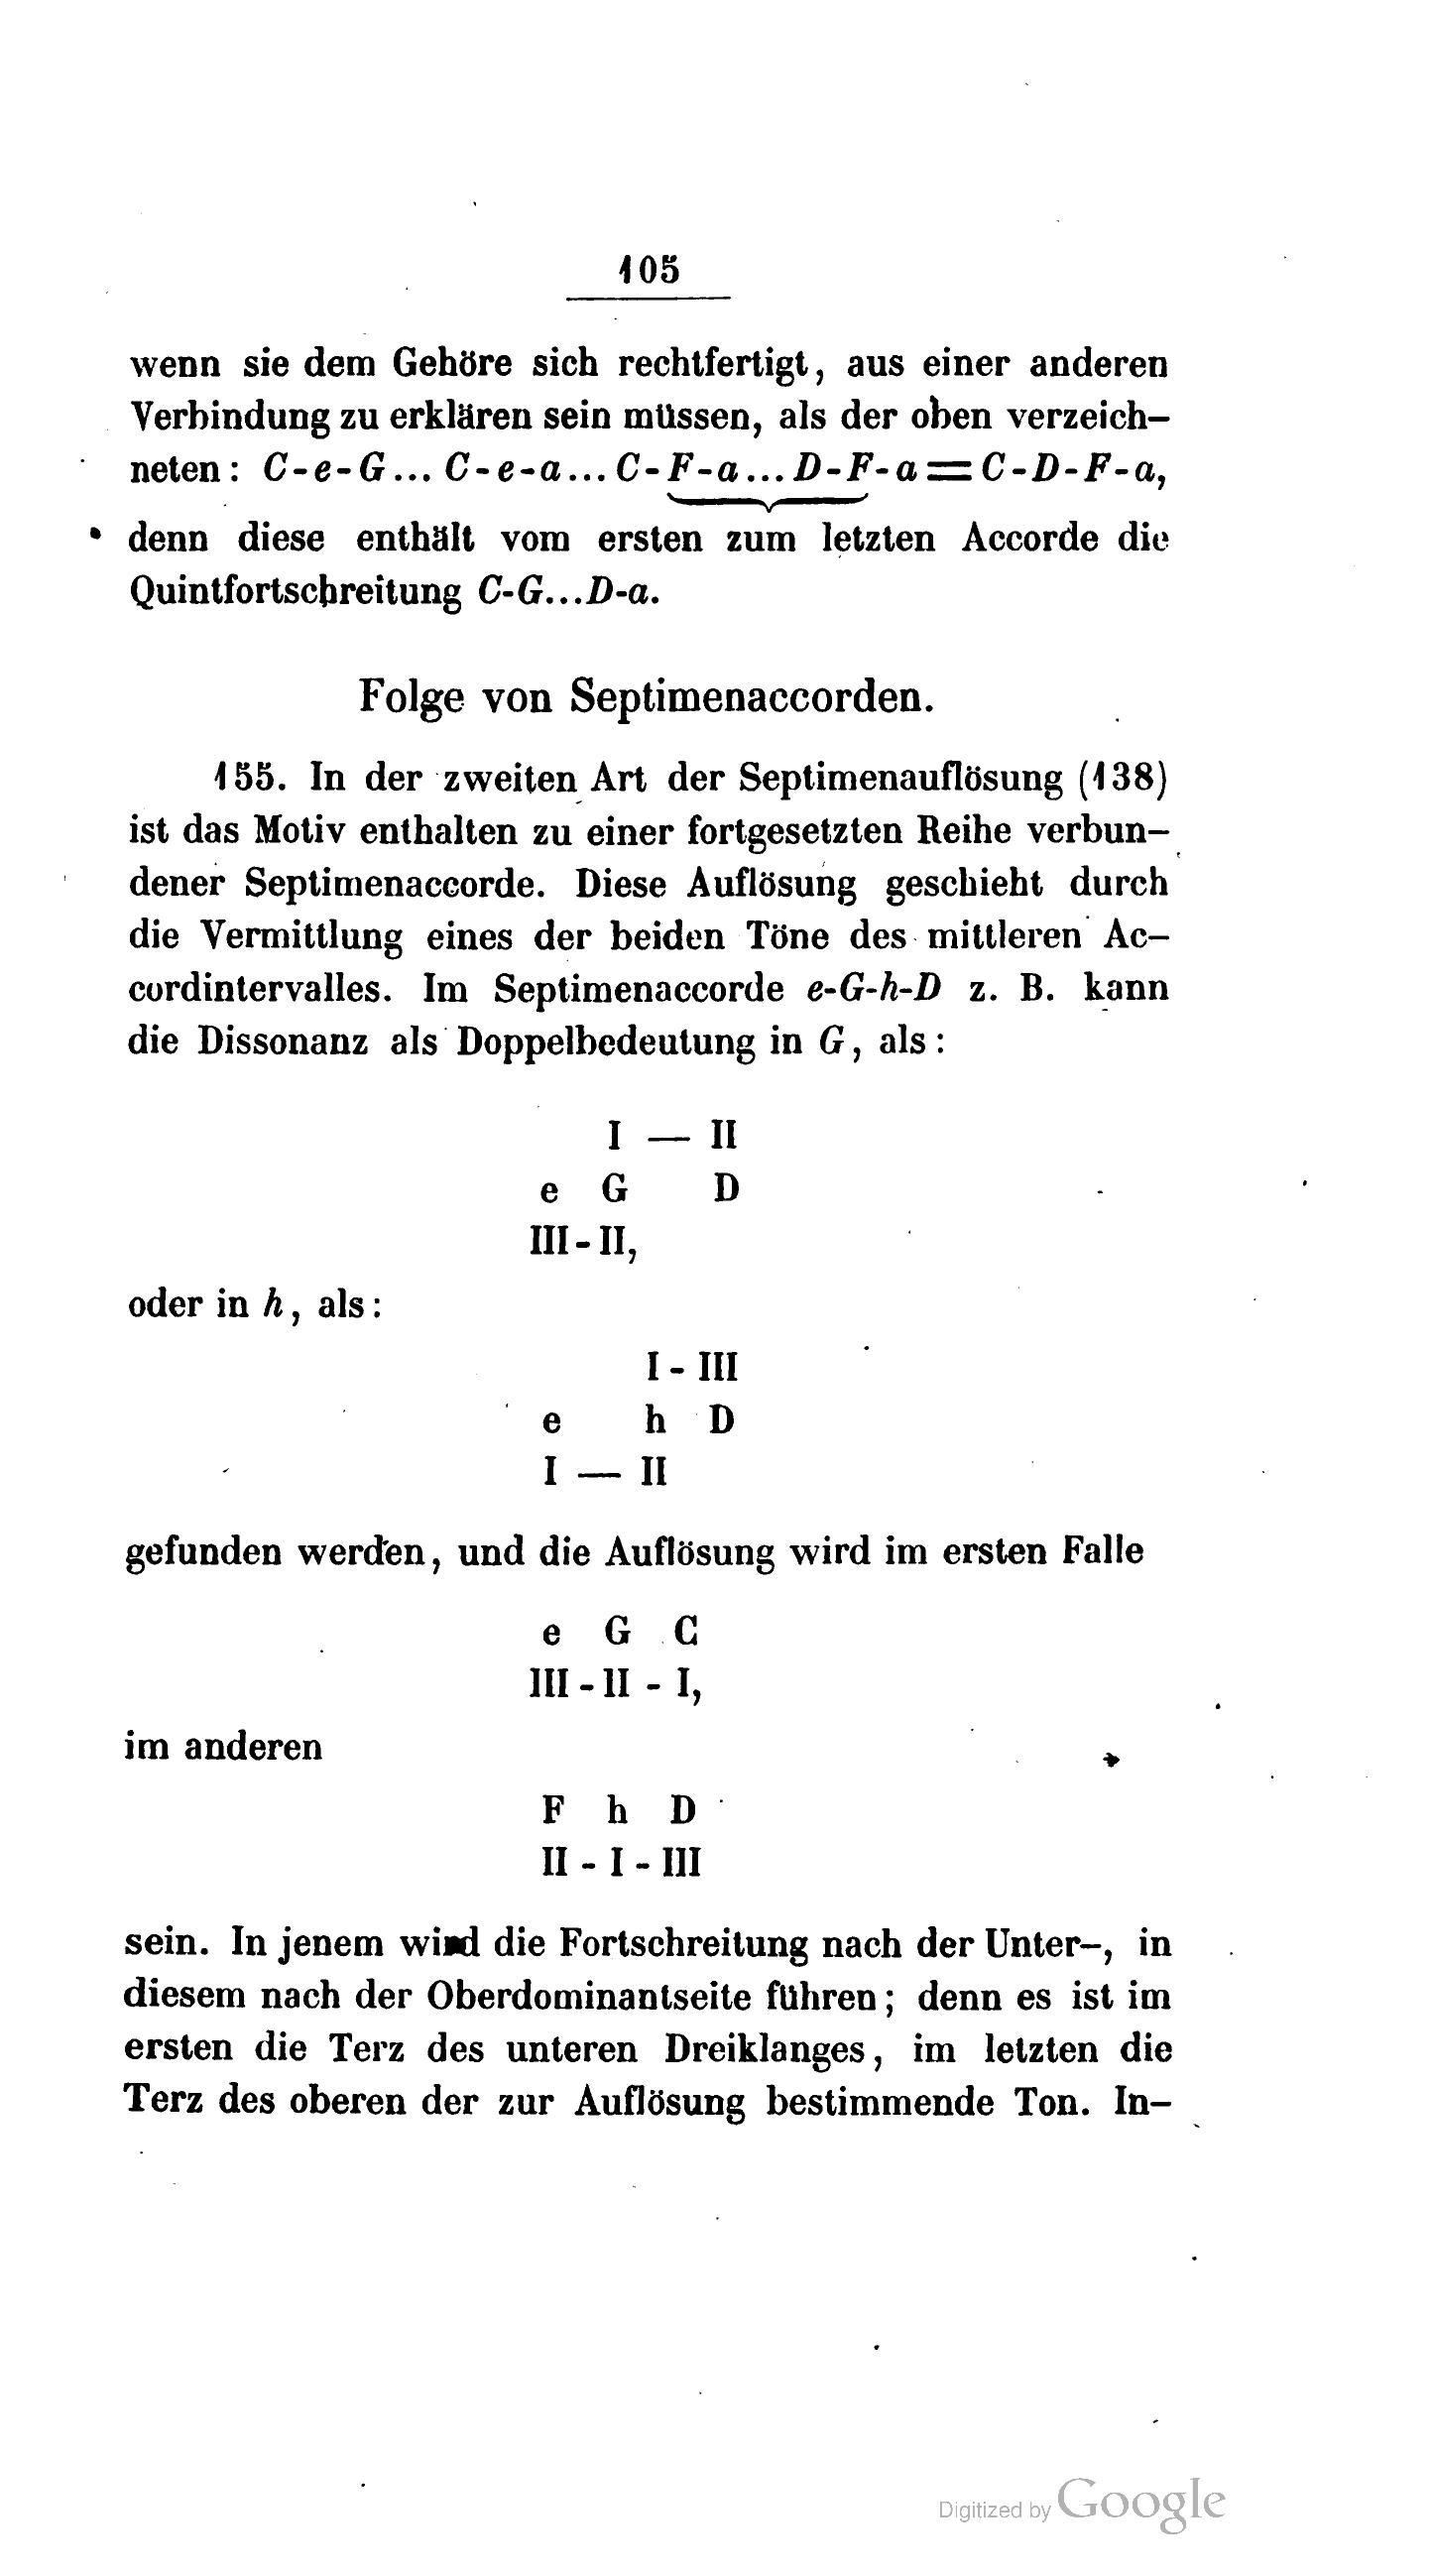 105
wenn sie dem Gehöre sich rechtfertigt, aus einer anderen
Verbindung zu erklären sein müssen, als der oben verzeich-
neten: C-e-G... C-e-a... C-F-a... D-F-a=C-D-F-a,
denn diese enthält vom ersten zum letzten Accorde die
Quintfortschreitung C-G...D-a.
Folge von Septimenaccorden.
155. In der zweiten Art der Septimenauflösung (138)
ist das Motiv enthalten zu einer fortgesetzten Reihe verbun-
dener Septimenaccorde. Diese Auflösung geschieht durch
die Vermittlung eines der beiden Töne des mittleren Ac-
cordintervalles. Im Septimenaccorde e-G-h-D z. B. kann
die Dissonanz als Doppelbedeutung in G, als:
I — II
e G D
III-II,
oder in h, als:
I - III
e h D
I — II
gefunden werden, und die Auflösung wird im ersten Falle
e G C
III-II - I,
im anderen
F h D
II - I - III
sein. In jenem wird die Fortschreitung nach der Unter-, in
diesem nach der Oberdominantseite führen; denn es ist im
ersten die Terz des unteren Dreiklanges, im letzten die
Terz des oberen der zur Auflösung bestimmende Ton. In-
Digitized by Google